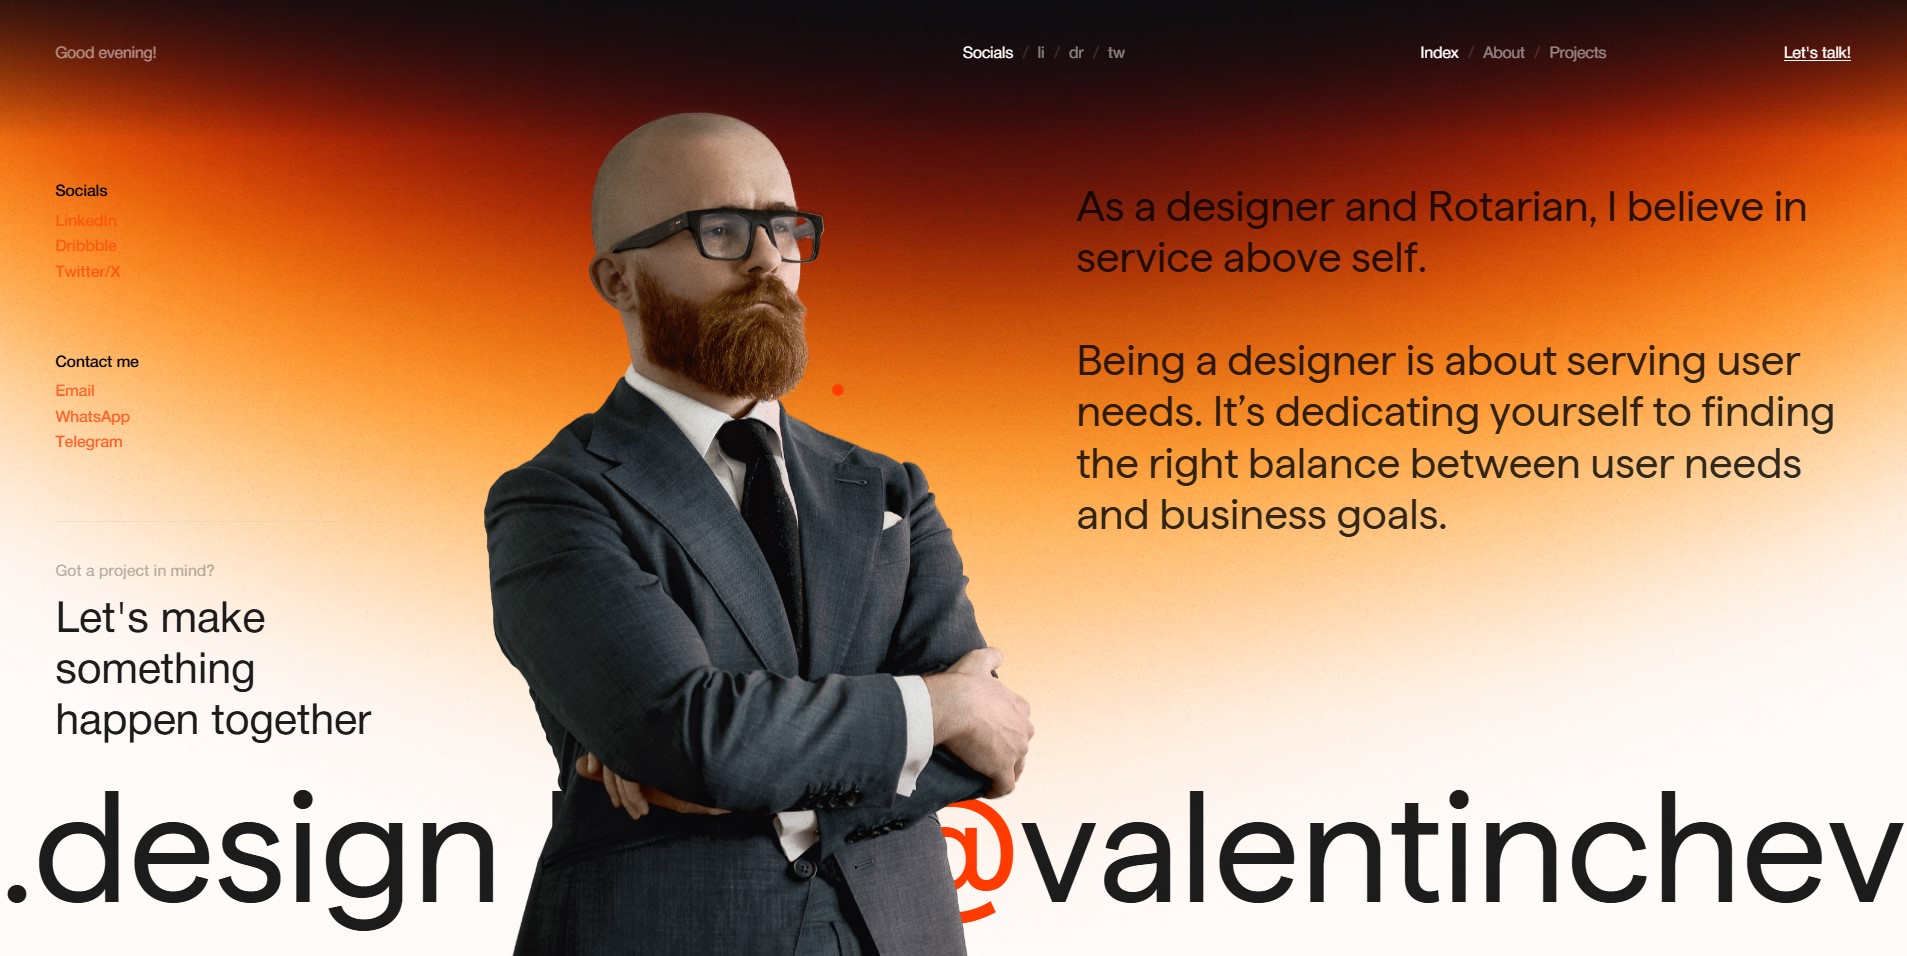 Good evening!
Socials / li / dr / tw
Index / About / Projects
Let's talk!
Socials
LinkedIn
Dribbble
Twitter/X
Contact me
Email
WhatsApp
Telegram
Got a project in mind?
Let's make
something
happen together
As a designer and Rotarian, I believe in
service above self.
Being a designer is about serving user
needs. It’s dedicating yourself to finding
the right balance between user needs
and business goals.
.design @valentinchev